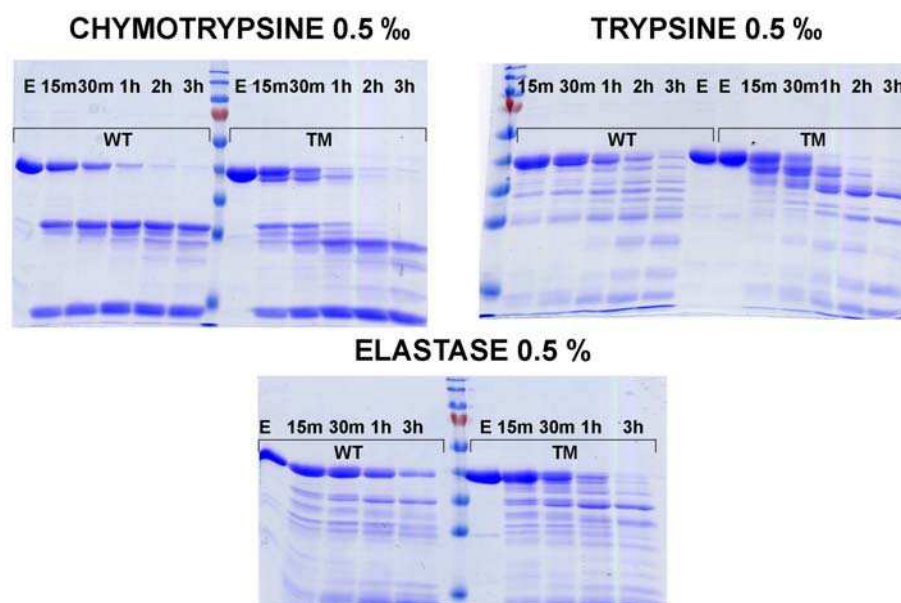 CHYMOTRYPSINE 0.5 ‰
TRYPSINE 0.5 ‰
E 15m 30m 1h 2h 3h E 15m 30m 1h 2h 3h
WT TM
15m 30m 1h 2h 3h E E 15m 30m 1h 2h 3h
WT TM
ELASTASE 0.5 %
E 15m 30m 1h 3h E 15m 30m 1h 3h
WT TM